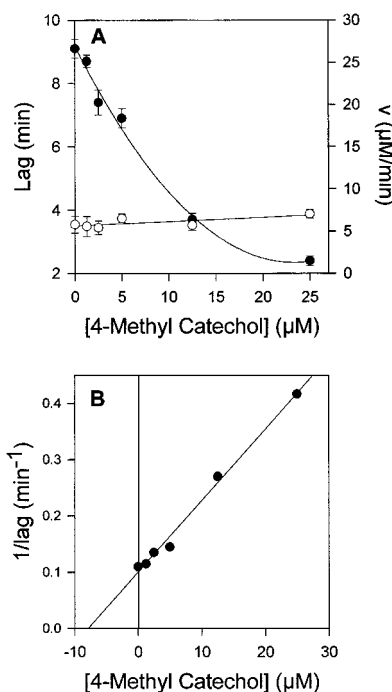 A
10
8
6
4
2
Lag (min)
30
25
20
15
10
5
0
v (µM/min)
0 5 10 15 20 25
[4-Methyl Catechol] (µM)
B
0.4
0.3
0.2
0.1
0.0
1/lag (min⁻¹)
-10 0 10 20 30
[4-Methyl Catechol] (µM)